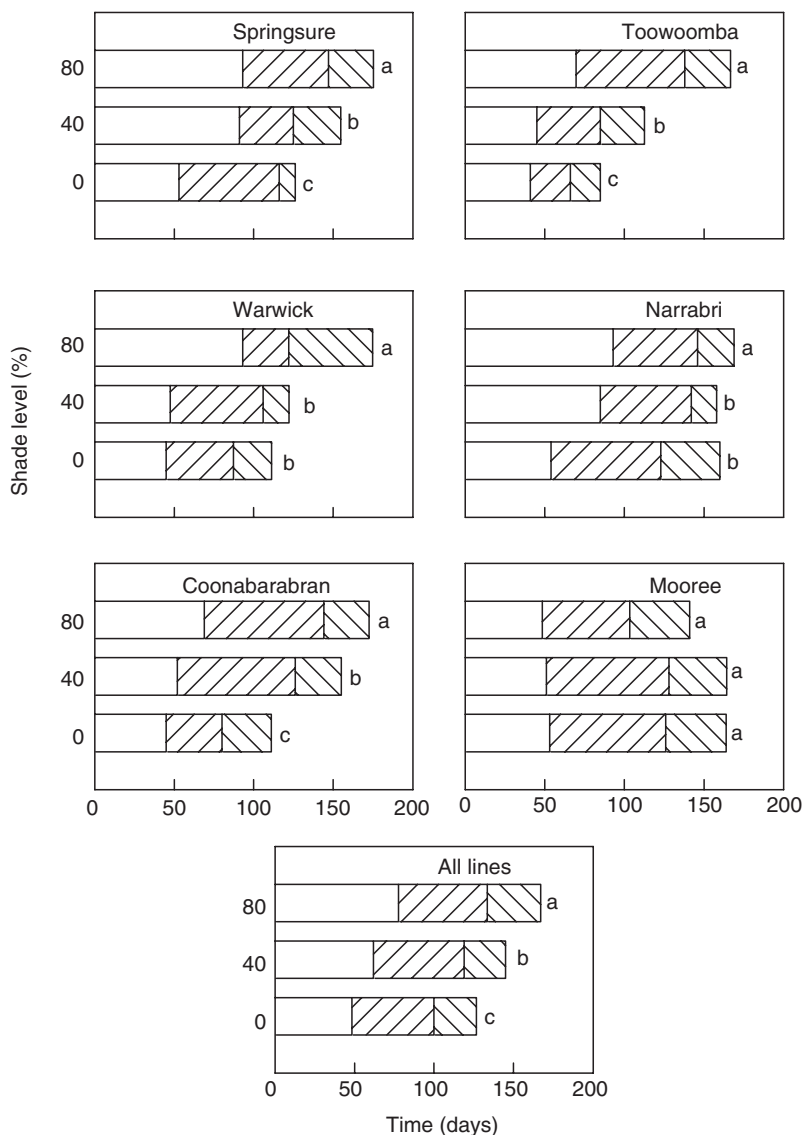 Springsure
80 a
40 b
0 c
Toowoomba
a
b
c
Warwick
80 a
40 b
0 b
Narrabri
a
b
b
Shade level (%)
Coonabarabran
80 a
40 b
0 c
0 50 100 150 200
Mooree
a
a
a
0 50 100 150 200
All lines
80 a
40 b
0 c
0 50 100 150 200
Time (days)